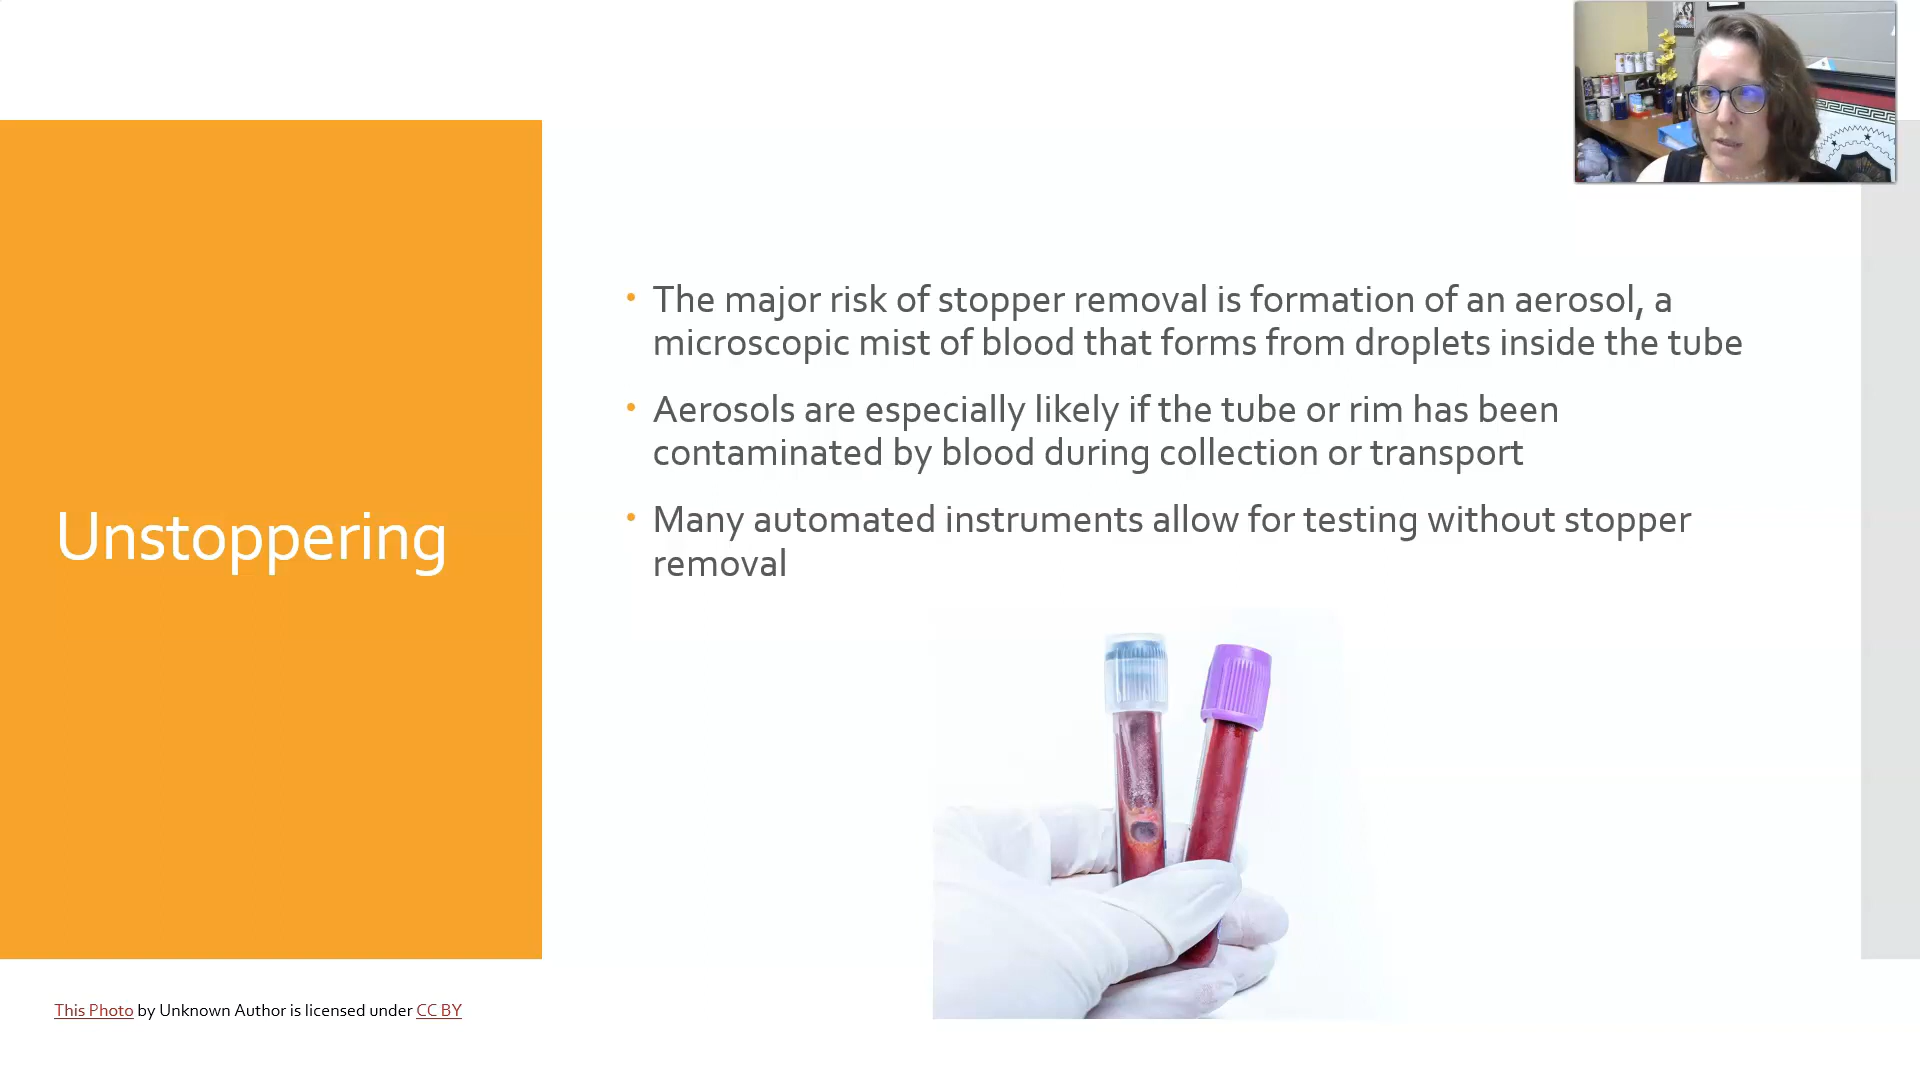 Unstoppering
• The major risk of stopper removal is formation of an aerosol, a
microscopic mist of blood that forms from droplets inside the tube
• Aerosols are especially likely if the tube or rim has been
contaminated by blood during collection or transport
• Many automated instruments allow for testing without stopper
removal
This Photo by Unknown Author is licensed under CC BY